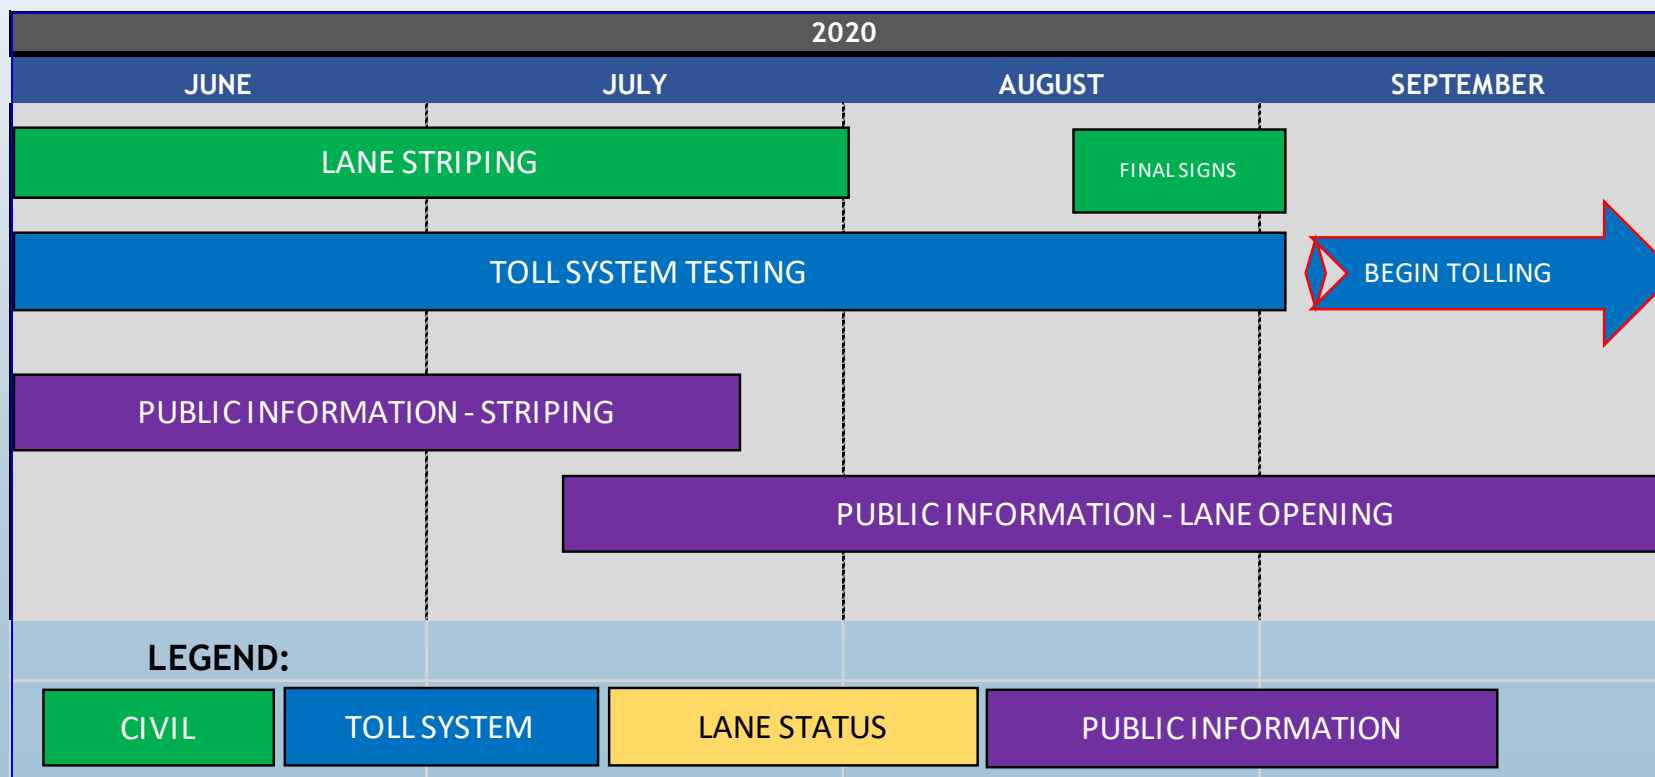 2020
JUNE
JULY
AUGUST
SEPTEMBER
LANE STRIPING
FINAL SIGNS
TOLL SYSTEM TESTING
BEGIN TOLLING
PUBLIC INFORMATION - STRIPING
PUBLIC INFORMATION - LANE OPENING
LEGEND:
CIVIL
TOLL SYSTEM
LANE STATUS
PUBLIC INFORMATION